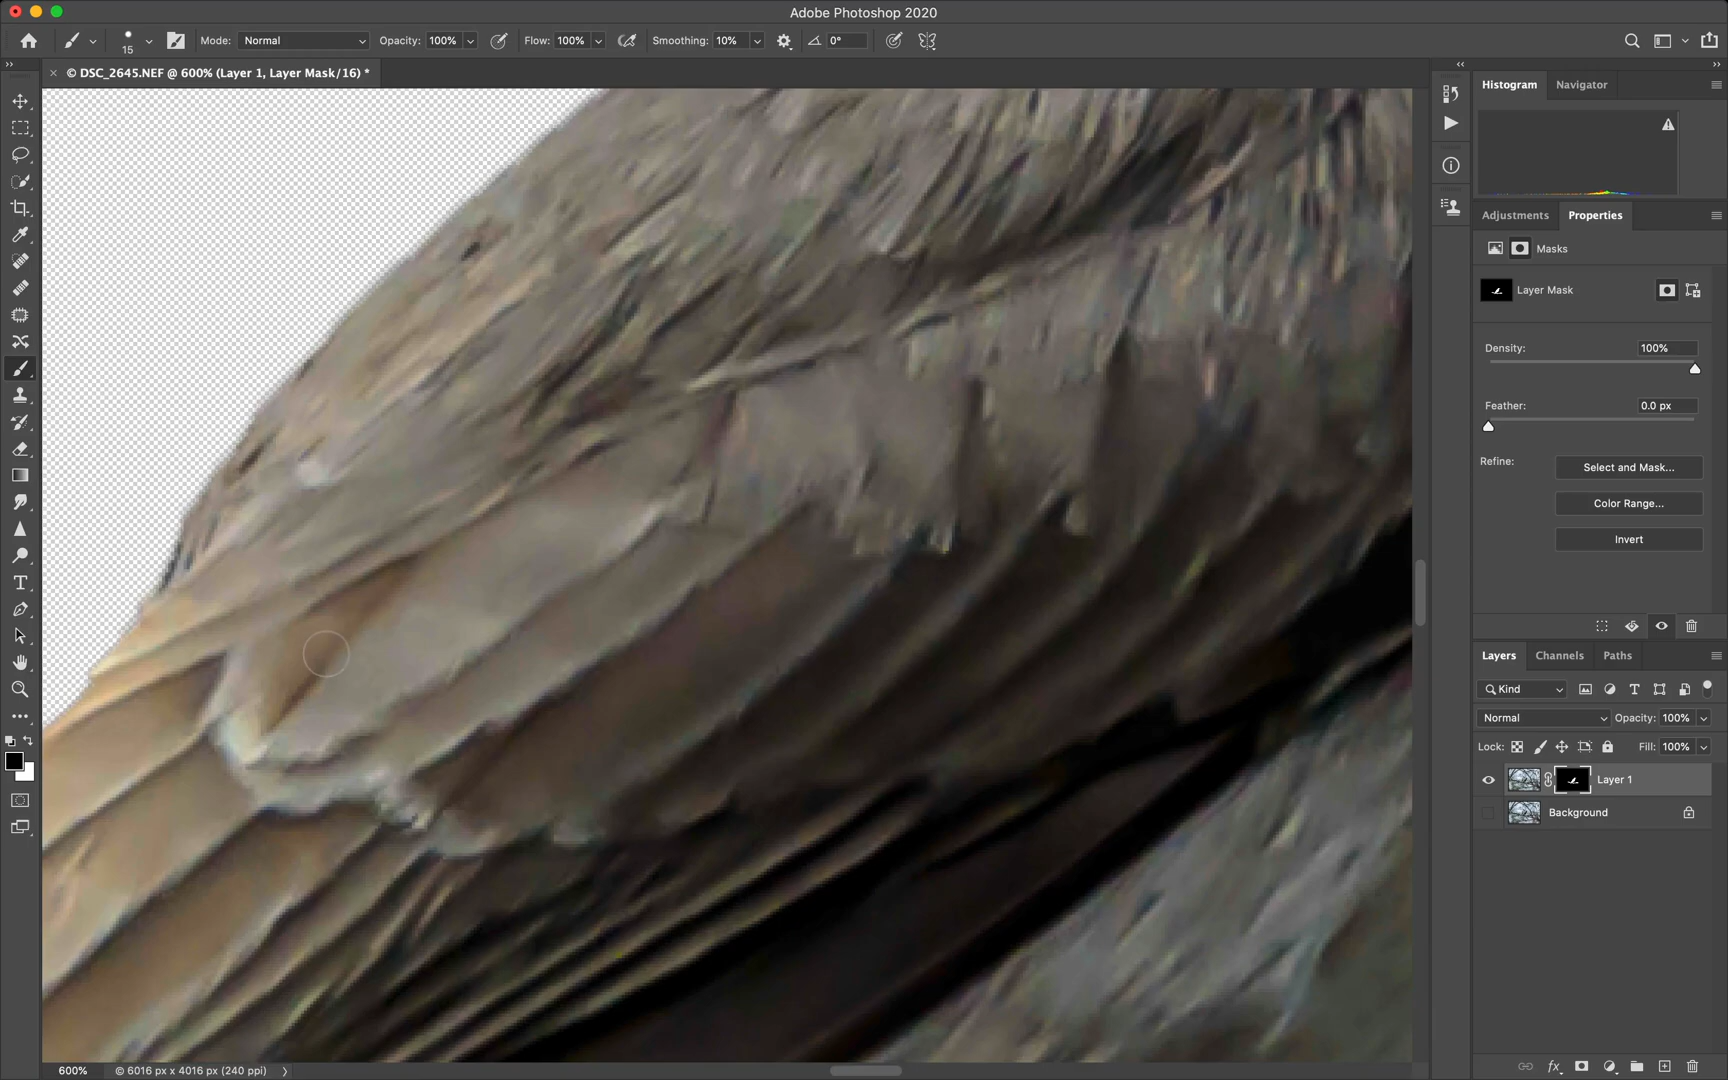 Adobe Photoshop 2020
15
Mode: Normal
Opacity: 100%
Flow: 100%
Smoothing: 10%
0°
© DSC_2645.NEF @ 600% (Layer 1, Layer Mask/16) *
Histogram
Navigator
Adjustments
Properties
Masks
Layer Mask
Density: 100%
Feather: 0.0 px
Refine: Select and Mask...
Color Range...
Invert
Layers
Channels
Paths
Kind
Normal
Opacity: 100%
Lock:
Fill: 100%
Layer 1
Background
fx
600%
© 6016 px x 4016 px (240 ppi)